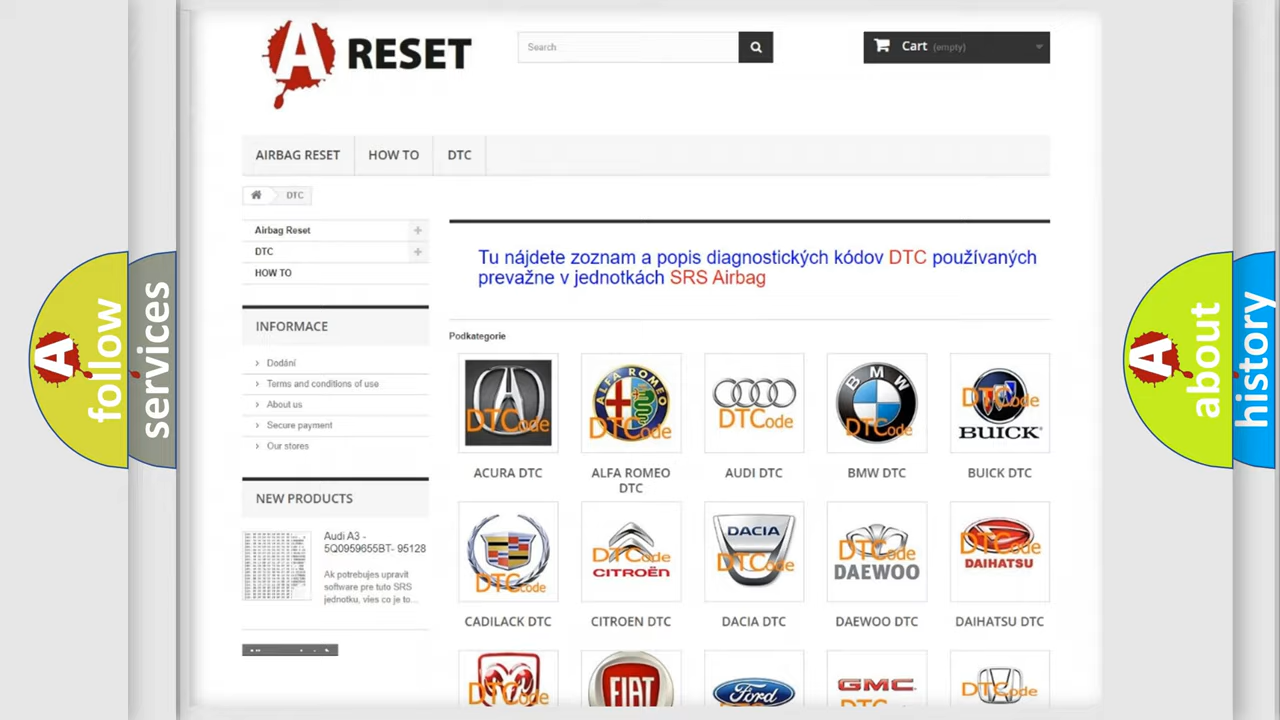 A RESET
Search
Cart (empty)
AIRBAG RESET
HOW TO
DTC
DTC
Airbag Reset
DTC
HOW TO
Tu nájdete zoznam a popis diagnostických kódov DTC používaných
prevažne v jednotkách SRS Airbag
INFORMACE
Dodání
Terms and conditions of use
About us
Secure payment
Our stores
NEW PRODUCTS
Audi A3 -
5Q0959655BT- 95128
Ak potrebujes upravit
software pre tuto SRS
jednotku, vies co je to...
Podkategorie
DTCode
ALFA ROMEO
DTCode
DTCode
BMW
DTCode
DTCode
BUICK
ACURA DTC
ALFA ROMEO
DTC
AUDI DTC
BMW DTC
BUICK DTC
DTCode
DTCode
CITROËN
DACIA
DTCode
DTCode
DAEWOO
DTCode
DAIHATSU
CADILACK DTC
CITROEN DTC
DACIA DTC
DAEWOO DTC
DAIHATSU DTC
DTCode
FIAT
Ford
GMC
DTCode
A follow
services
A about
history